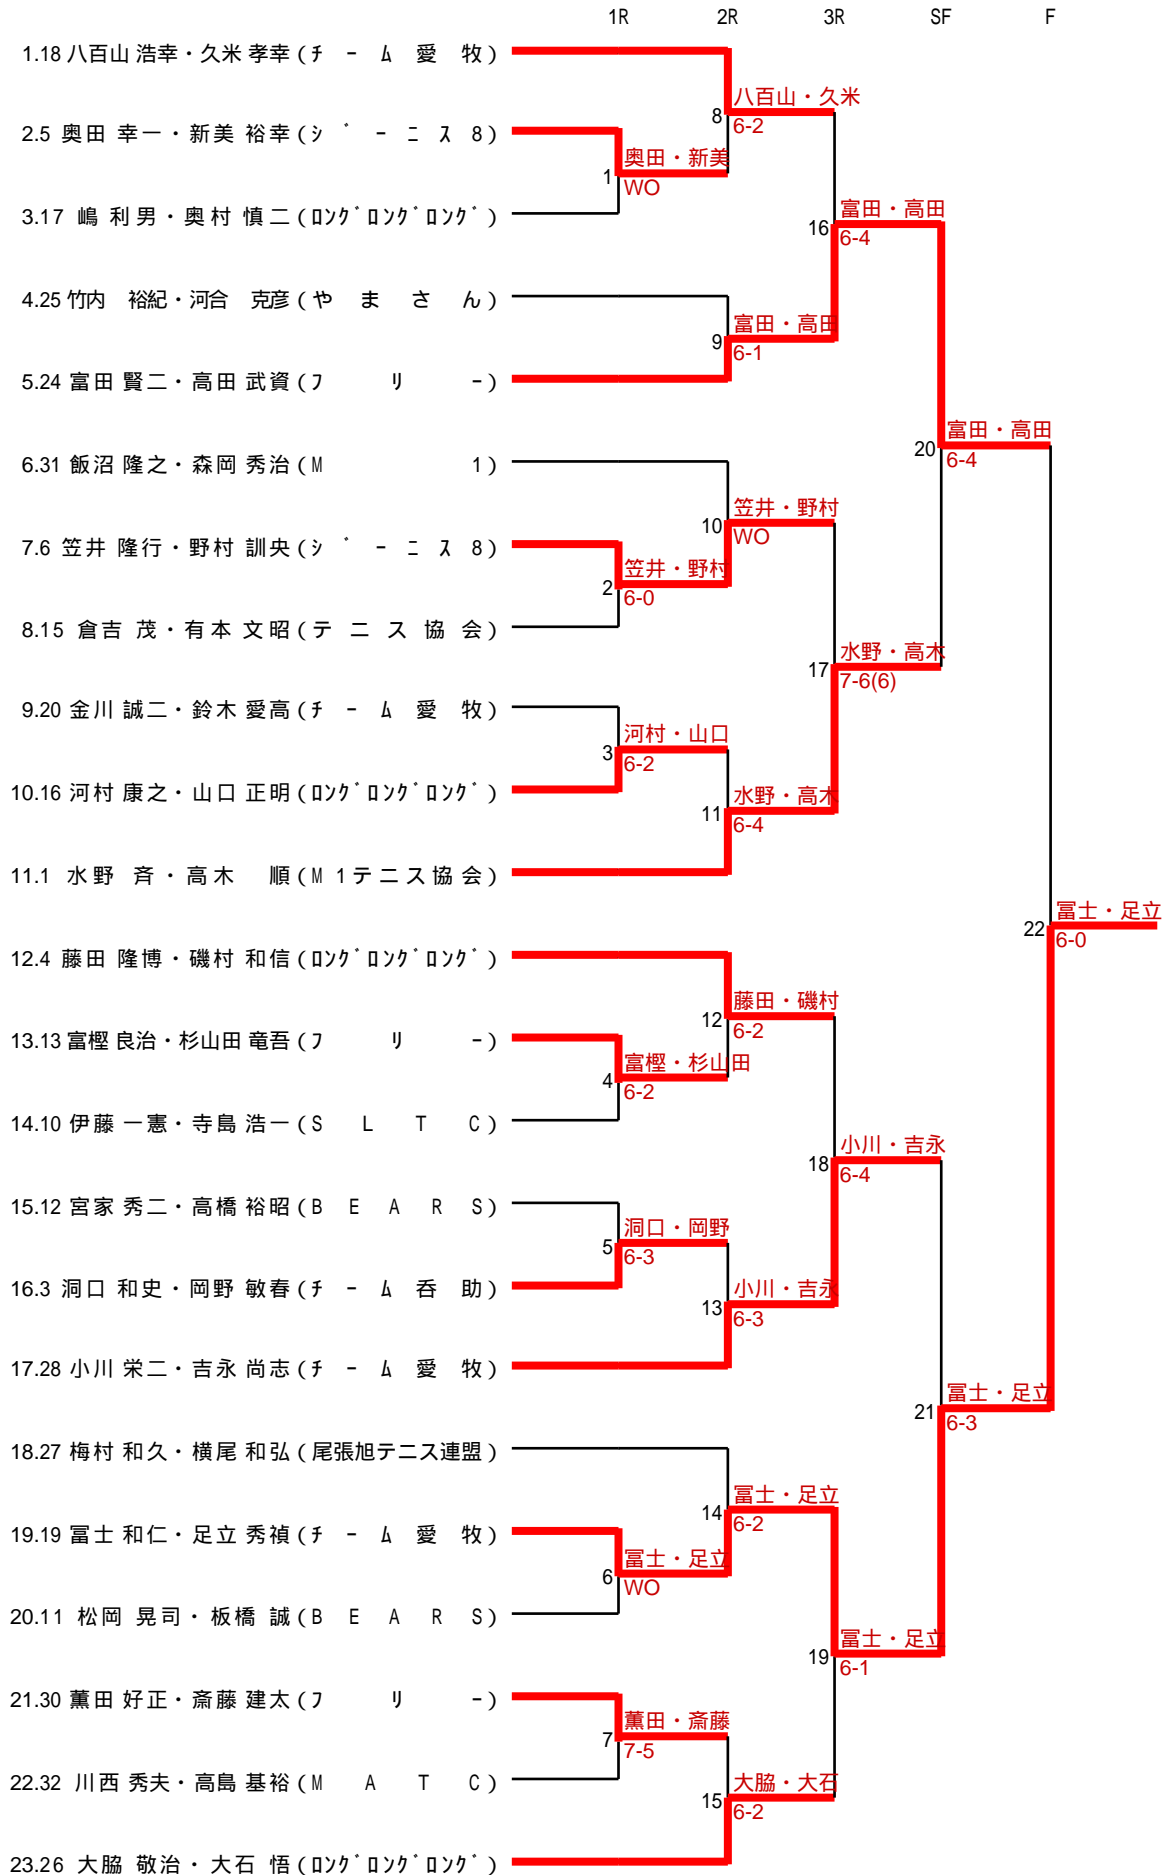 1R 2R 3R SF F
1.18 八百山 浩幸・久米 孝幸 (チーム愛牧)
八百山・久米
8
6-2
2.5 奥田 幸一・新美 裕幸 (ジーニス8)
奥田・新美
1
WO
3.17 嶋 利男・奥村 慎二 (ロングロングロング)
富田・高田
16
6-4
4.25 竹内 裕紀・河合 克彦 (やまさん)
富田・高田
9
6-1
5.24 富田 賢二・高田 武資 (フリー)
富田・高田
20
6-4
6.31 飯沼 隆之・森岡 秀治 (M1)
笠井・野村
10
WO
7.6 笠井 隆行・野村 訓央 (ジーニス8)
笠井・野村
2
6-0
8.15 倉吉 茂・有本 文昭 (テニス協会)
水野・高木
17
7-6(6)
9.20 金川 誠二・鈴木 愛高 (チーム愛牧)
河村・山口
3
6-2
10.16 河村 康之・山口 正明 (ロングロングロング)
水野・高木
11
6-4
11.1 水野 斉・高木 順 (M1テニス協会)
冨士・足立
22
6-0
12.4 藤田 隆博・磯村 和信 (ロングロングロング)
藤田・磯村
12
6-2
13.13 富樫 良治・杉山田 竜吾 (フリー)
富樫・杉山田
4
6-2
14.10 伊藤 一憲・寺島 浩一 (SLTC)
小川・吉永
18
6-4
15.12 宮家 秀二・高橋 裕昭 (BEARS)
洞口・岡野
5
6-3
16.3 洞口 和史・岡野 敏春 (チーム呑助)
小川・吉永
13
6-3
17.28 小川 栄二・吉永 尚志 (チーム愛牧)
冨士・足立
21
6-3
18.27 梅村 和久・横尾 和弘 (尾張旭テニス連盟)
冨士・足立
14
6-2
19.19 冨士 和仁・足立 秀禎 (チーム愛牧)
冨士・足立
6
WO
20.11 松岡 晃司・板橋 誠 (BEARS)
冨士・足立
19
6-1
21.30 薫田 好正・斎藤 建太 (フリー)
薫田・斎藤
7
7-5
22.32 川西 秀夫・高島 基裕 (MATC)
大脇・大石
15
6-2
23.26 大脇 敬治・大石 悟 (ロングロングロング)